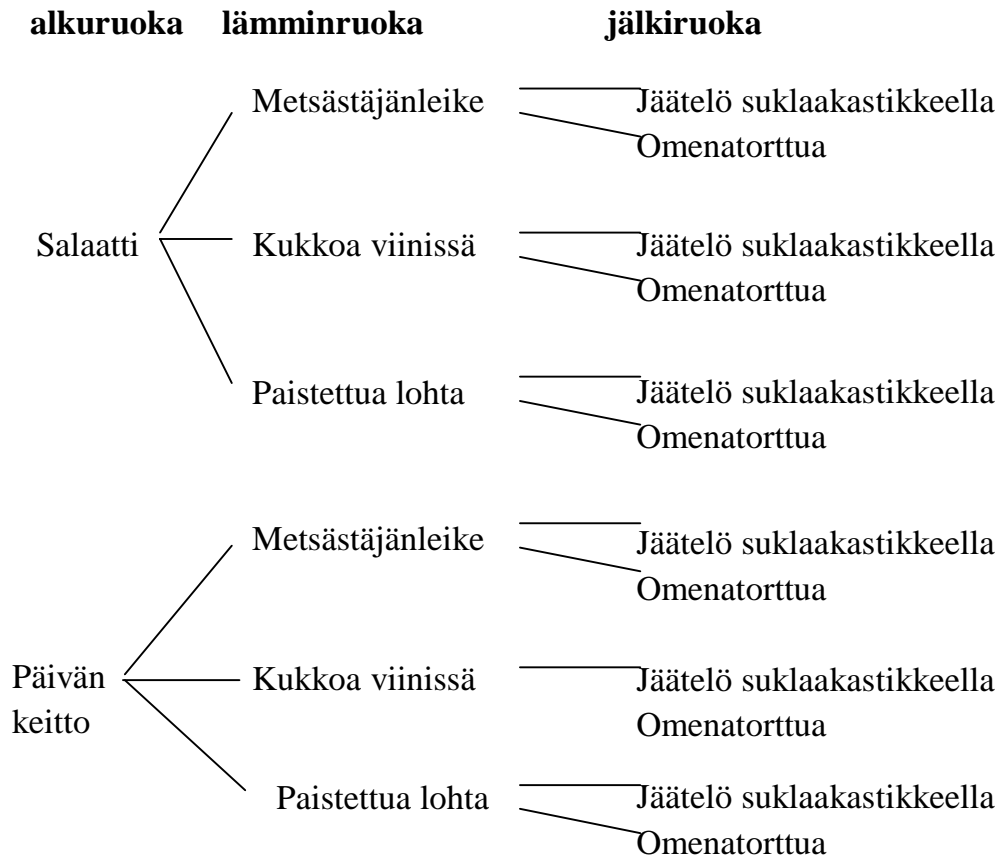 alkuruoka lämminruoka jälkiruoka
Metsästäjänleike Jäätelö suklaakastikkeella
Omenatorttua
Salaatti Kukkoa viinissä Jäätelö suklaakastikkeella
Omenatorttua
Paistettua lohta Jäätelö suklaakastikkeella
Omenatorttua
Metsästäjänleike Jäätelö suklaakastikkeella
Omenatorttua
Päivän Kukkoa viinissä Jäätelö suklaakastikkeella
keitto Omenatorttua
Paistettua lohta Jäätelö suklaakastikkeella
Omenatorttua